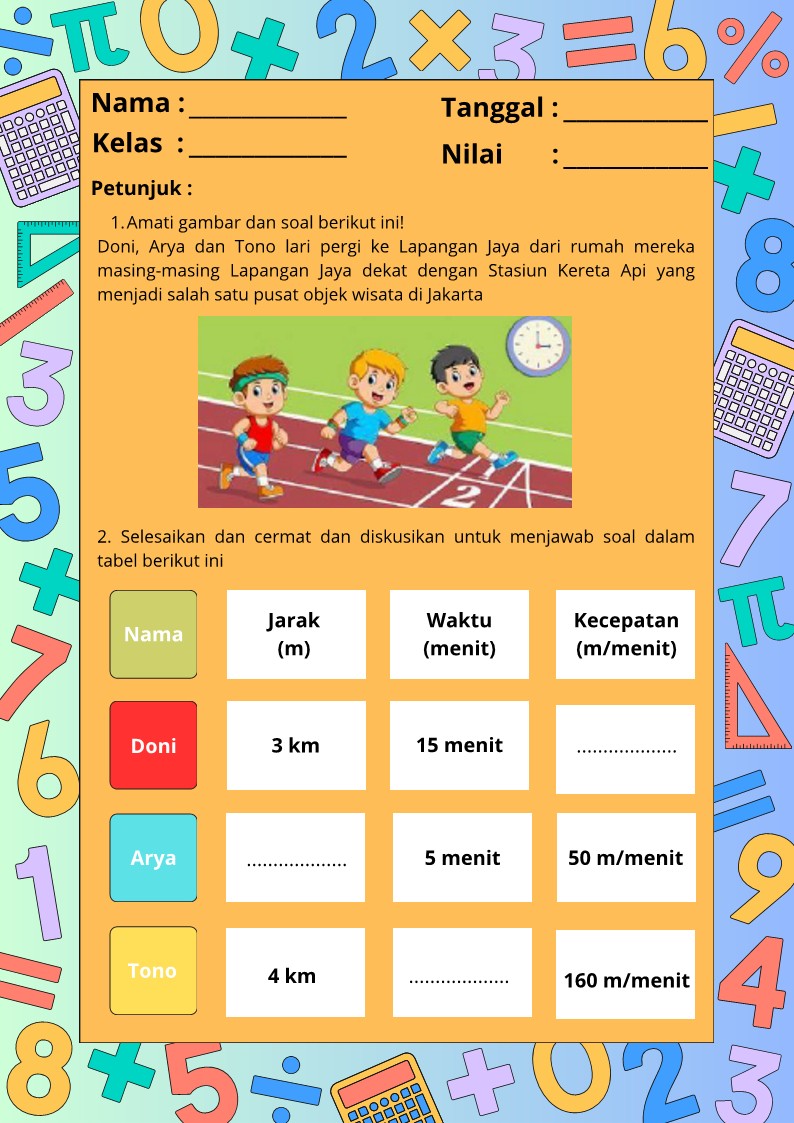 Nama : ______________
Tanggal : ____________
Kelas : ______________
Nilai : ____________
Petunjuk :
1. Amati gambar dan soal berikut ini!
Doni, Arya dan Tono lari pergi ke Lapangan Jaya dari rumah mereka
masing-masing Lapangan Jaya dekat dengan Stasiun Kereta Api yang
menjadi salah satu pusat objek wisata di Jakarta
2
2. Selesaikan dan cermat dan diskusikan untuk menjawab soal dalam
tabel berikut ini
Nama
Jarak
(m)
Waktu
(menit)
Kecepatan
(m/menit)
Doni
3 km
15 menit
...................
Arya
...................
5 menit
50 m/menit
Tono
4 km
...................
160 m/menit